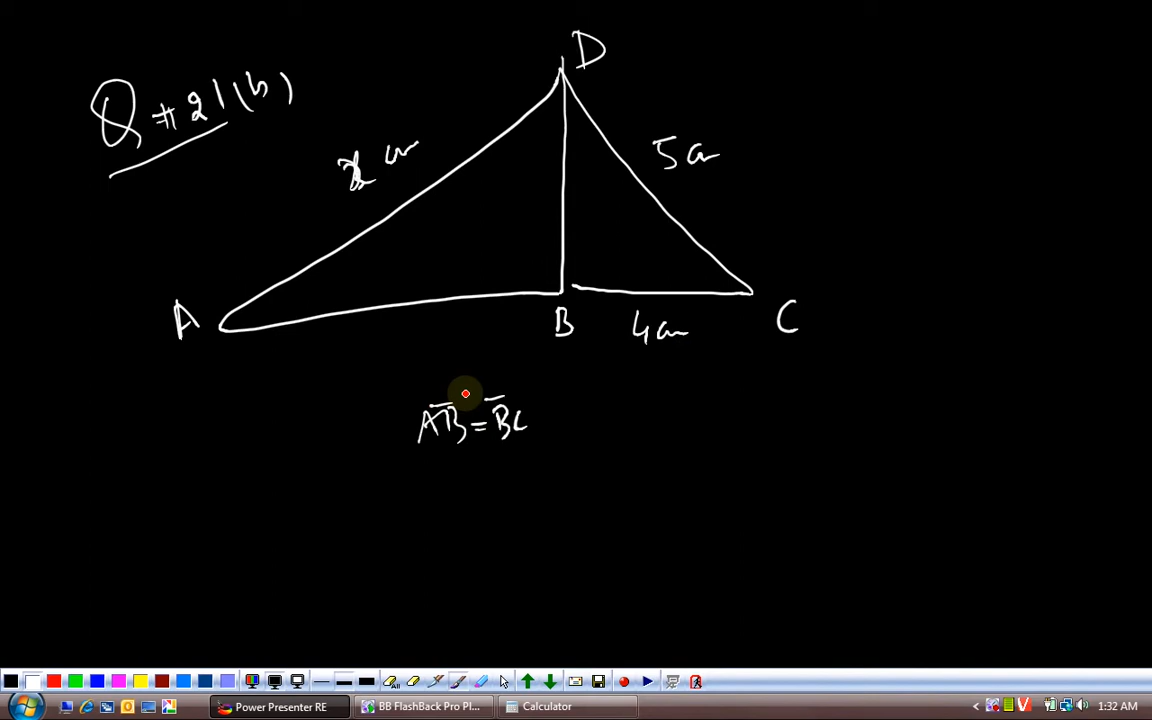 D
Q # 21 (b)
x cm
5 cm
A
B
C
4 cm
AB = BC
Power Presenter RE
BB FlashBack Pro Pl...
Calculator
1:32 AM